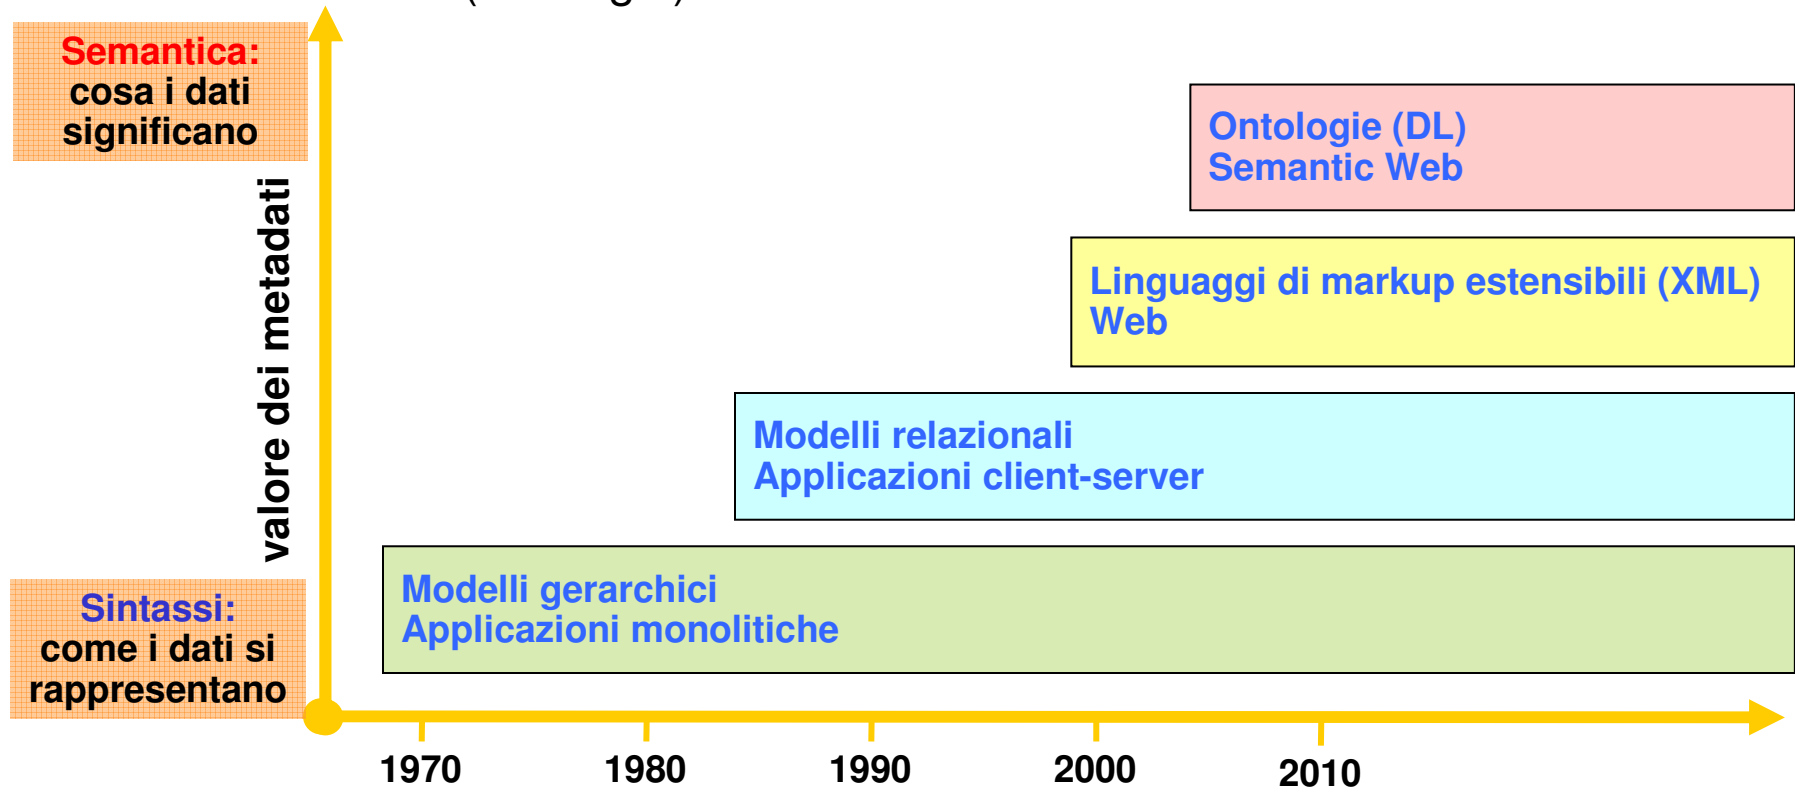 Semantica:
cosa i dati
significano
Ontologie (DL)
Semantic Web
valore dei metadati
Linguaggi di markup estensibili (XML)
Web
Modelli relazionali
Applicazioni client-server
Modelli gerarchici
Applicazioni monolitiche
Sintassi:
come i dati si
rappresentano
1970 1980 1990 2000 2010